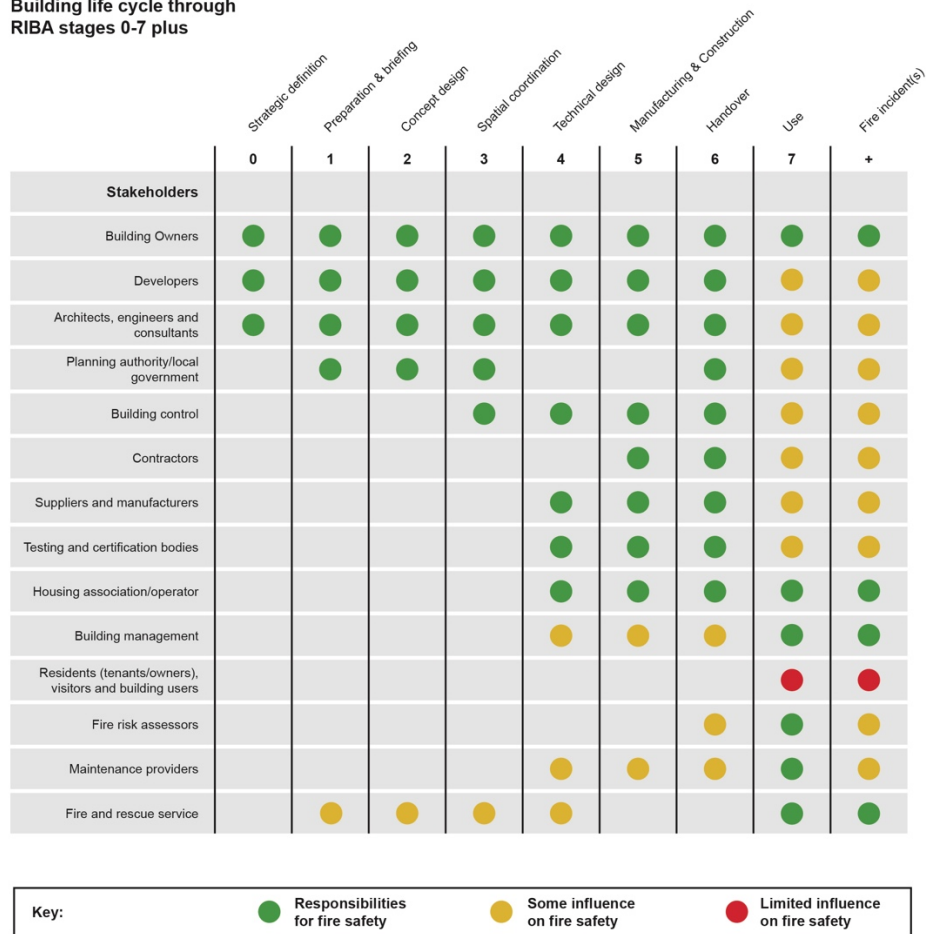 Building life cycle through
RIBA stages 0-7 plus
Strategic definition
Preparation & briefing
Concept design
Spatial coordination
Technical design
Manufacturing & Construction
Handover
Use
Fire incident(s)
0 1 2 3 4 5 6 7 +
Stakeholders
Building Owners
Developers
Architects, engineers and
consultants
Planning authority/local
government
Building control
Contractors
Suppliers and manufacturers
Testing and certification bodies
Housing association/operator
Building management
Residents (tenants/owners),
visitors and building users
Fire risk assessors
Maintenance providers
Fire and rescue service
Key:
Responsibilities
for fire safety
Some influence
on fire safety
Limited influence
on fire safety